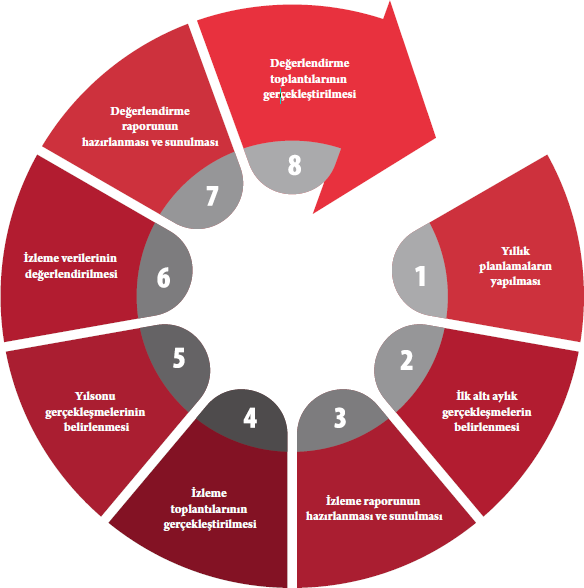 1
Yıllık
planlamaların
yapılması
2
İlk altı aylık
gerçekleşmelerin
belirlenmesi
3
İzleme raporunun
hazırlanması ve sunulması
4
İzleme
toplantılarının
gerçekleştirilmesi
5
Yılsonu
gerçekleşmelerinin
belirlenmesi
6
İzleme verilerinin
değerlendirilmesi
7
Değerlendirme
raporunun
hazırlanması ve sunulması
8
Değerlendirme
toplantılarının
gerçekleştirilmesi